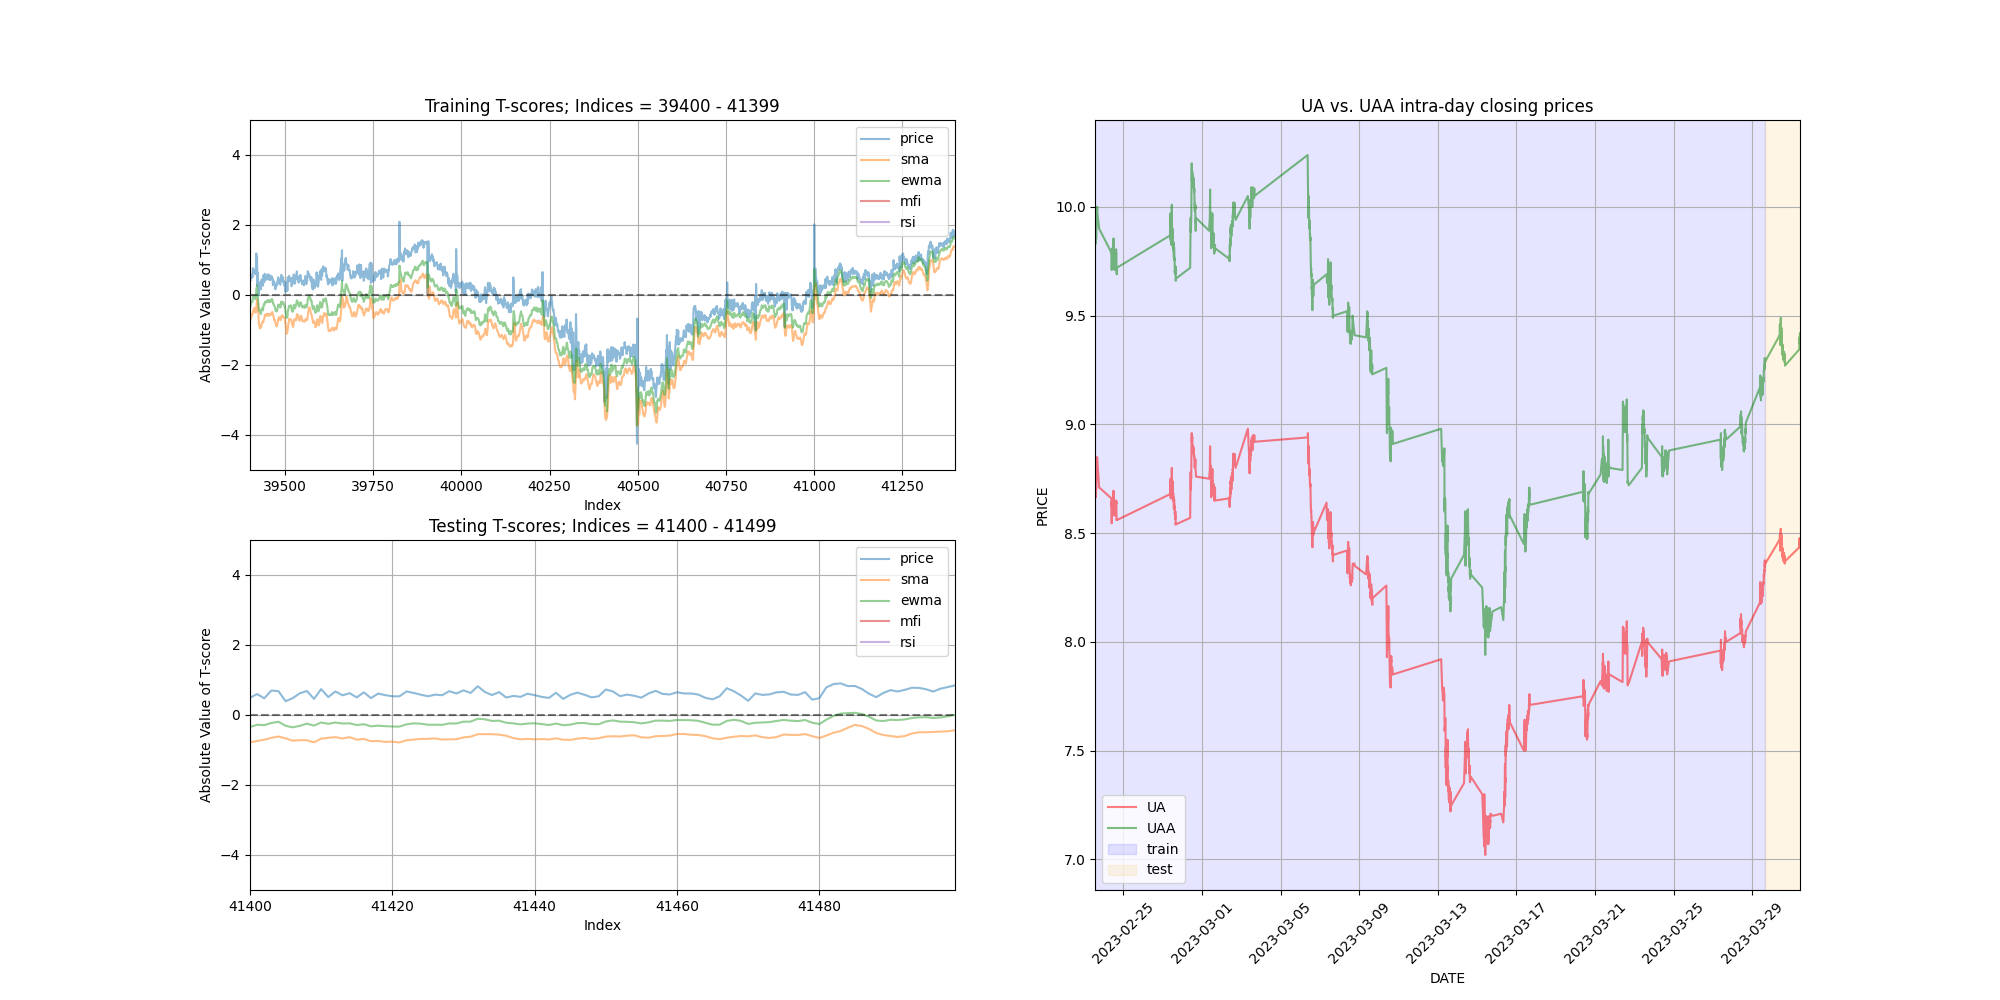 Training T-scores; Indices = 39400 - 41399
Absolute Value of T-score
4
2
0
−2
−4
price
sma
ewma
mfi
rsi
39500
39750
40000
40250
40500
40750
41000
41250
Index
Testing T-scores; Indices = 41400 - 41499
Absolute Value of T-score
4
2
0
−2
−4
price
sma
ewma
mfi
rsi
41400
41420
41440
41460
41480
Index
UA vs. UAA intra-day closing prices
PRICE
10.0
9.5
9.0
8.5
8.0
7.5
7.0
UA
UAA
train
test
2023-02-25
2023-03-01
2023-03-05
2023-03-09
2023-03-13
2023-03-17
2023-03-21
2023-03-25
2023-03-29
DATE